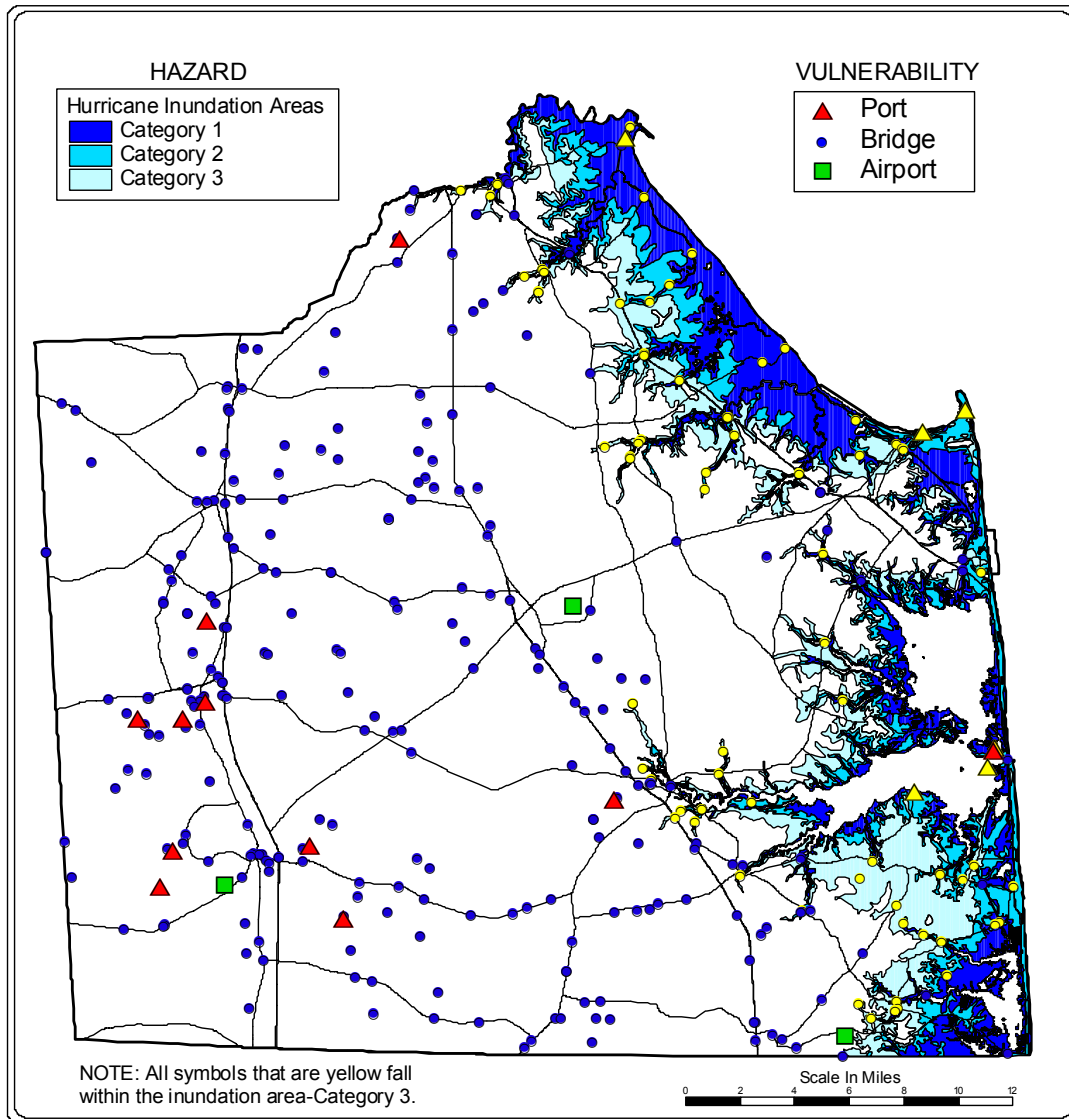 HAZARD
Hurricane Inundation Areas
Category 1
Category 2
Category 3
VULNERABILITY
Port
Bridge
Airport
NOTE: All symbols that are yellow fall
within the inundation area-Category 3.
Scale In Miles
0 2 4 6 8 10 12